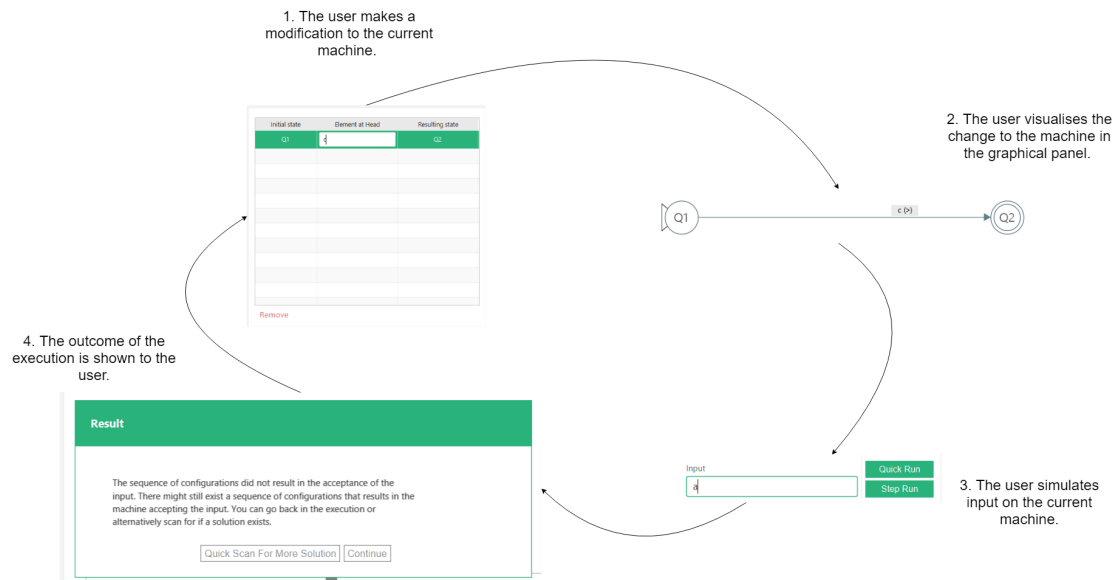 1. The user makes a
modification to the current
machine.
Initial state Element at Head Resulting state
Q1 c Q2
Remove
2. The user visualises the
change to the machine in
the graphical panel.
Q1 c (>) Q2
Input
a
Quick Run
Step Run
3. The user simulates
input on the current
machine.
4. The outcome of the
execution is shown to the
user.
Result
The sequence of configurations did not result in the acceptance of the
input. There might still exist a sequence of configurations that results in the
machine accepting the input. You can go back in the execution or
alternatively scan for if a solution exists.
Quick Scan For More Solution Continue